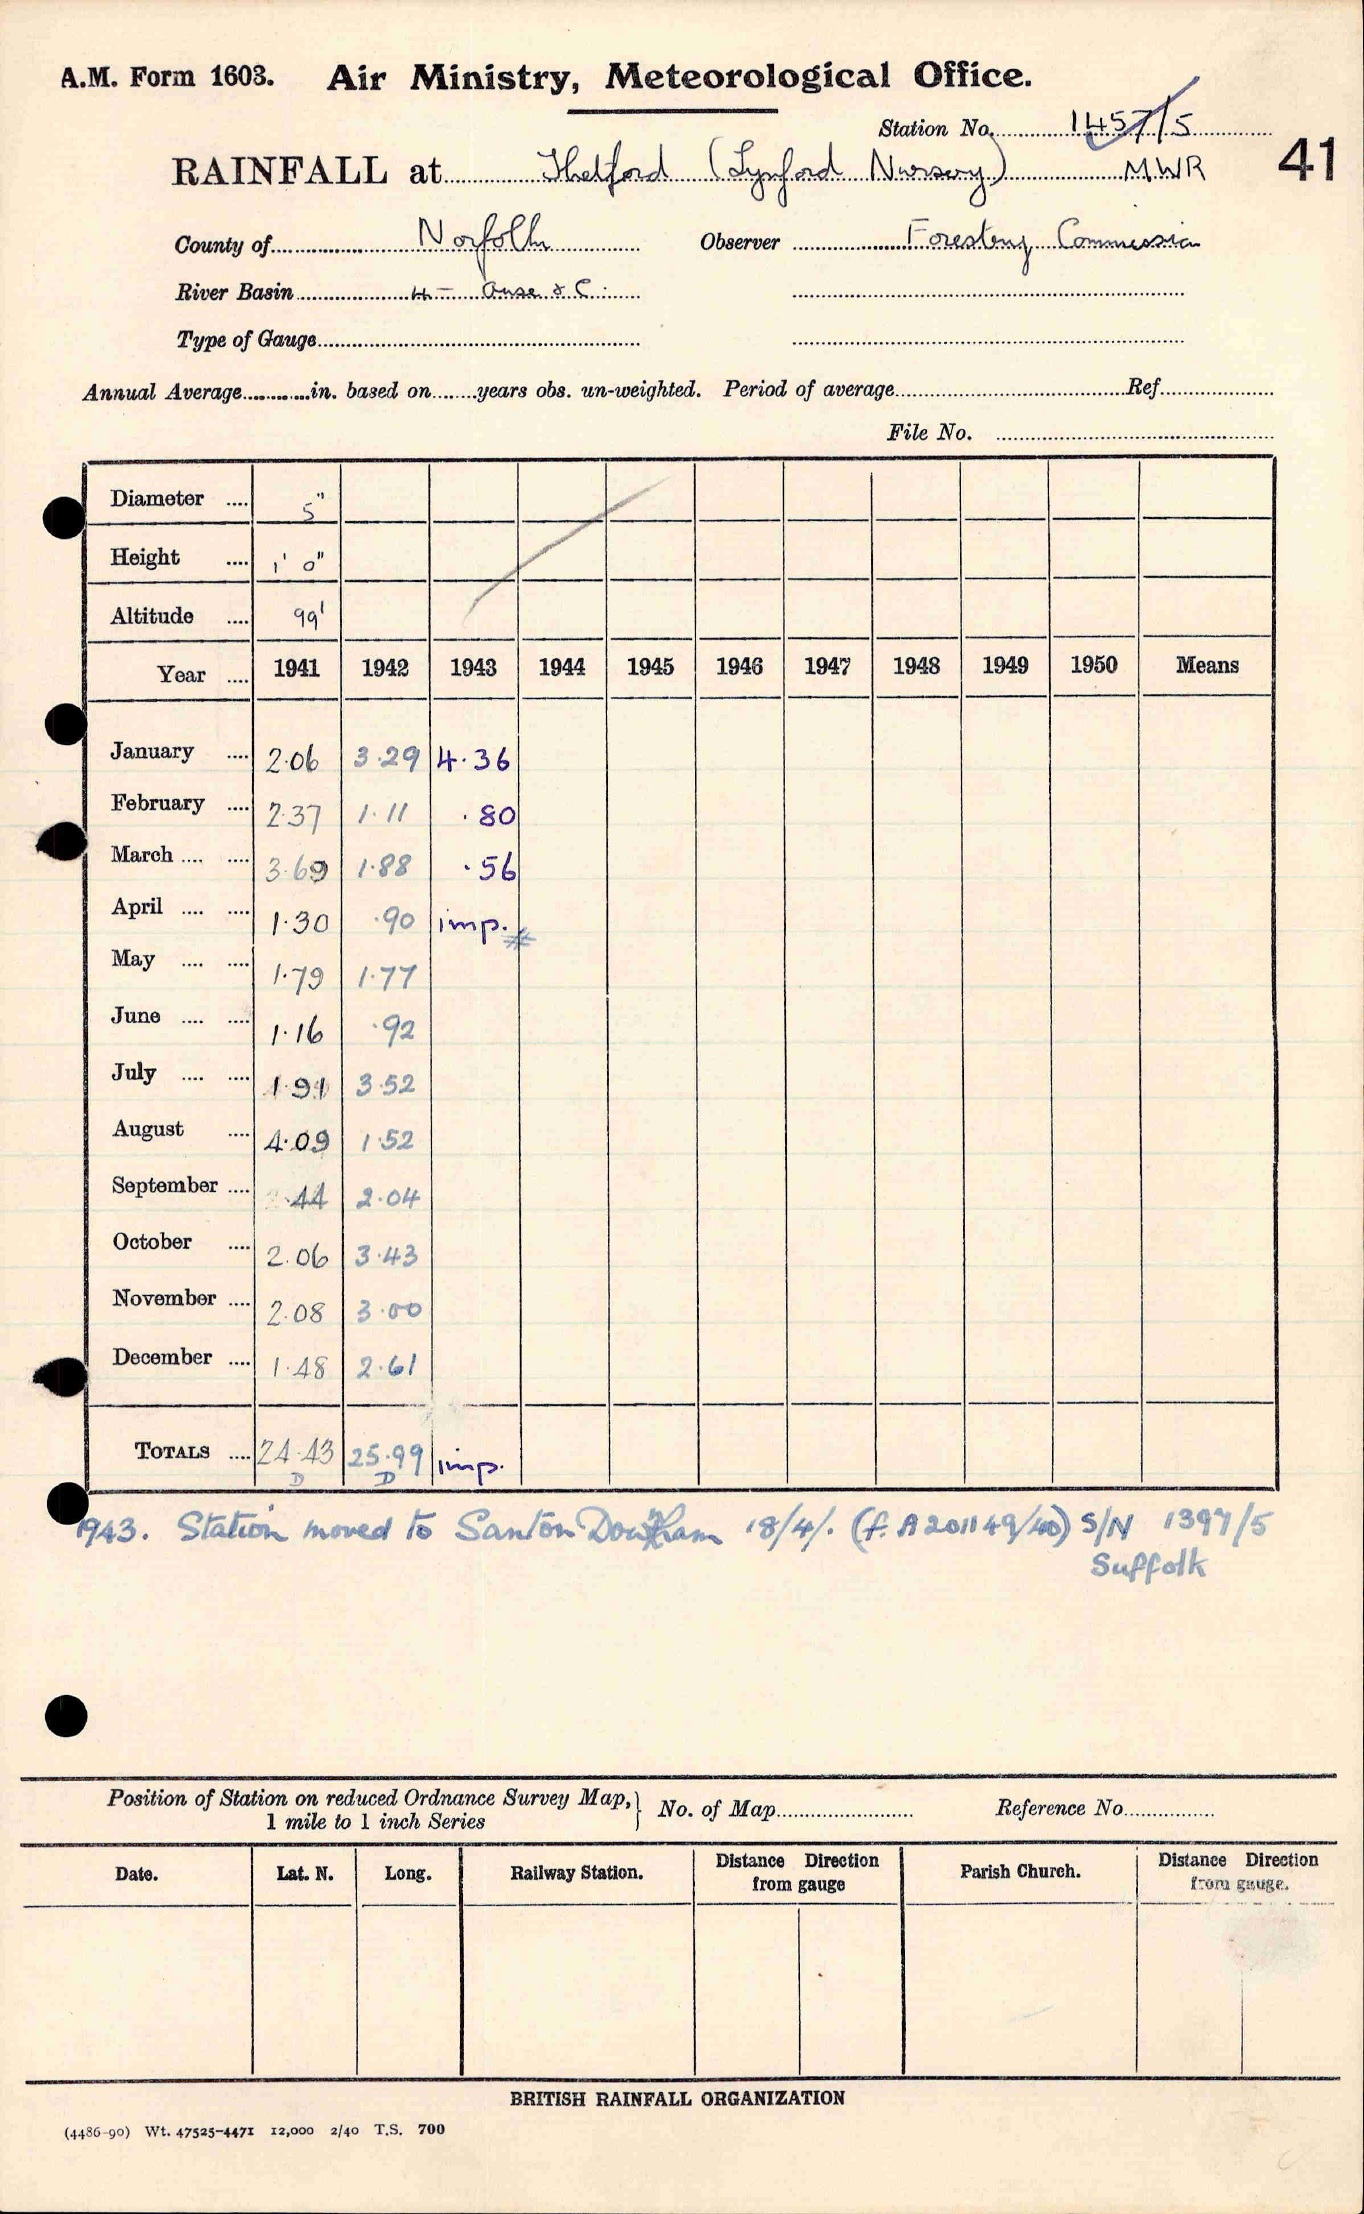 A.M. Form 1603. Air Ministry, Meteorological Office.
Station No. 1457/5
RAINFALL at Thetford (Lynford Nursery) MWR 41
County of Norfolk Observer Forestry Commission
River Basin 4 - Ouse & C.
Type of Gauge
Annual Average in. based on years obs. un-weighted. Period of average Ref
File No.
Diameter 5"
Height 1' 0"
Altitude 99'
Year 1941 1942 1943 1944 1945 1946 1947 1948 1949 1950 Means
January 2.06 3.29 4.36
February 2.37 1.11 .80
March 3.69 1.88 .56
April 1.30 .90 imp. #
May 1.79 1.77
June 1.16 .92
July 1.91 3.52
August 4.09 1.52
September .44 2.04
October 2.06 3.43
November 2.08 3.00
December 1.48 2.61
TOTALS 24.43 25.99 imp.
D D
1943. Station moved to Santon Downham 18/4/. (f. A201149/40) S/N 1397/5
Suffolk
Position of Station on reduced Ordnance Survey Map, 1 mile to 1 inch Series } No. of Map Reference No.
Date. Lat. N. Long. Railway Station. Distance Direction from gauge Parish Church. Distance Direction from gauge.
BRITISH RAINFALL ORGANIZATION
(4486-90) Wt. 47525-4471 12,000 2/40 T.S. 700